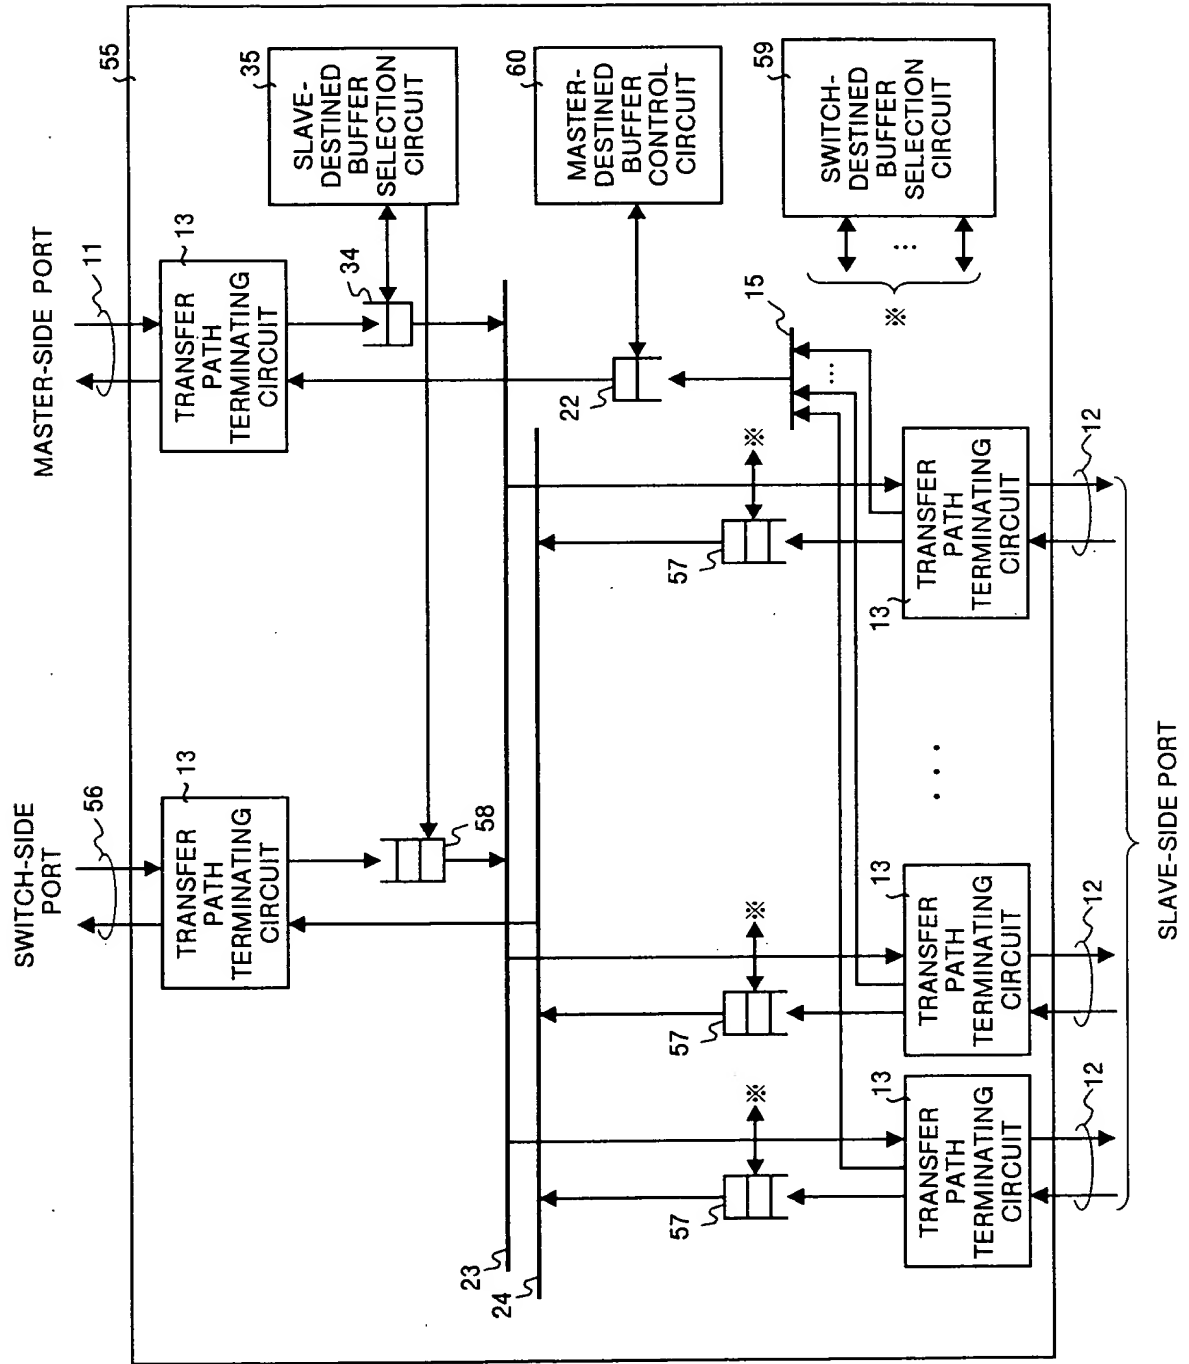 55
MASTER-SIDE PORT
11
13
TRANSFER
PATH
TERMINATING
CIRCUIT
34
35
SLAVE-
DESTINED
BUFFER
SELECTION
CIRCUIT
60
MASTER-
DESTINED
BUFFER
CONTROL
CIRCUIT
59
SWITCH-
DESTINED
BUFFER
SELECTION
CIRCUIT
...
※
22
15
...
SWITCH-SIDE
PORT
56
13
TRANSFER
PATH
TERMINATING
CIRCUIT
58
23
24
57
※
57
※
57
※
13
TRANSFER
PATH
TERMINATING
CIRCUIT
12
13
TRANSFER
PATH
TERMINATING
CIRCUIT
12
...
13
TRANSFER
PATH
TERMINATING
CIRCUIT
12
SLAVE-SIDE PORT